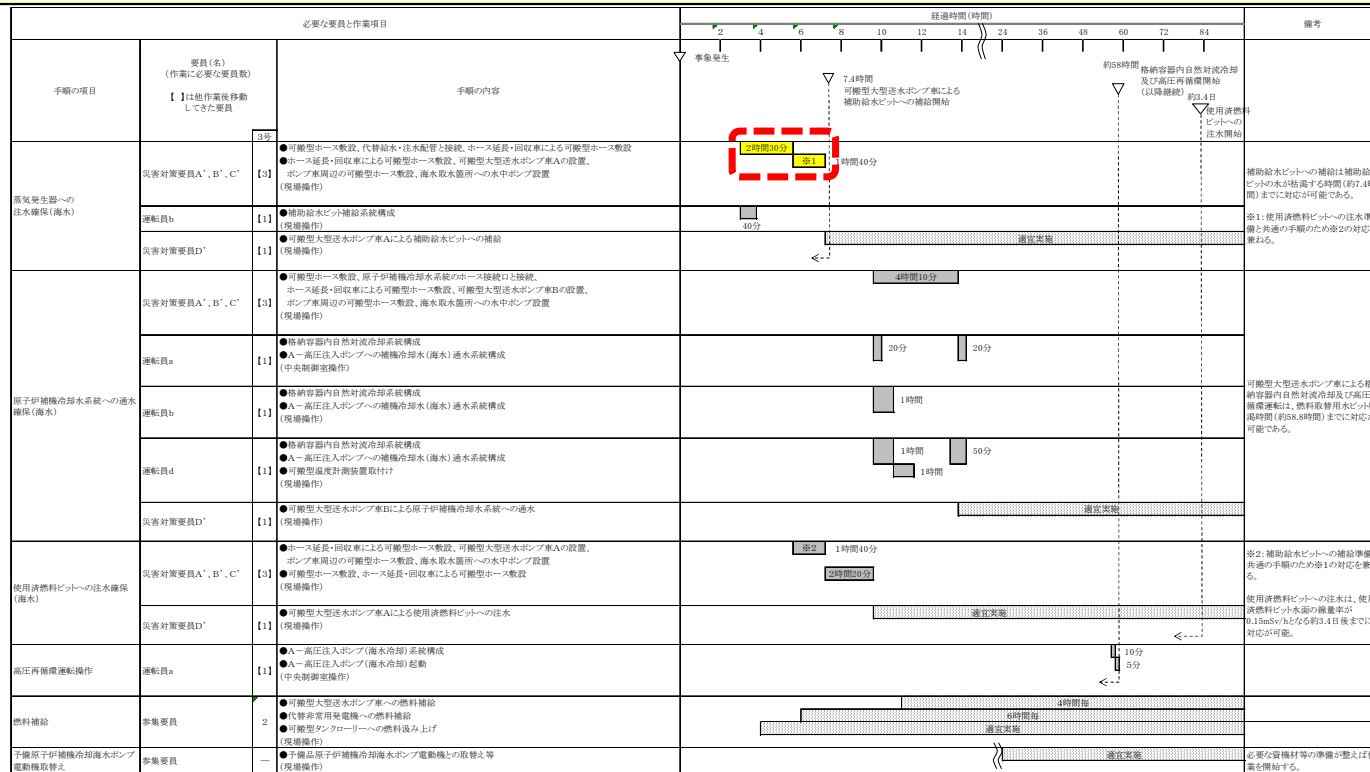 必要な要員と作業項目
経過時間(時間)
備考
2 4 6 8 10 12 14 24 36 48 60 72 84
手順の項目
要員(名)
(作業に必要な要員数)
【 】は他作業後移動
してきた要員
3号
手順の内容
事象発生
7.4時間
可搬型大型送水ポンプ車による
補助給水ピットへの補給開始
約58時間
格納容器内自然対流冷却
及び高圧再循環開始
(以降継続)
約3.4日
使用済燃料
ピットへの
注水開始
蒸気発生器への
注水確保(海水)
災害対策要員A'、B'、C'
【3】
●可搬型ホース敷設、代替給水・注水配管と接続、ホース延長・回収車による可搬型ホース敷設
●ホース延長・回収車による可搬型ホース敷設、可搬型大型送水ポンプ車Aの設置、
ポンプ車周辺の可搬型ホース敷設、海水取水箇所への水中ポンプ設置
(現場操作)
2時間30分
※1
1時間40分
運転員b
【1】
●補助給水ピット補給系統構成
(現場操作)
40分
災害対策要員D'
【1】
●可搬型大型送水ポンプ車Aによる補助給水ピットへの補給
(現場操作)
適宜実施
補助給水ピットへの補給は補助給
ピットの水が枯渇する時間(約7.4時
間)までに対応が可能である。
※1:使用済燃料ピットへの注水準
備と共通の手順のため※2の対応
兼ねる。
原子炉補機冷却水系統への通水
確保(海水)
災害対策要員A'、B'、C'
【3】
●可搬型ホース敷設、原子炉補機冷却水系統のホース接続口と接続、
ホース延長・回収車による可搬型ホース敷設、可搬型大型送水ポンプ車Bの設置、
ポンプ車周辺の可搬型ホース敷設、海水取水箇所への水中ポンプ設置
(現場操作)
4時間10分
運転員a
【1】
●格納容器内自然対流冷却系統構成
●A-高圧注入ポンプへの補機冷却水(海水)通水系統構成
(中央制御室操作)
20分
20分
運転員b
【1】
●格納容器内自然対流冷却系統構成
●A-高圧注入ポンプへの補機冷却水(海水)通水系統構成
(現場操作)
1時間
運転員d
【1】
●格納容器内自然対流冷却系統構成
●A-高圧注入ポンプへの補機冷却水(海水)通水系統構成
●可搬型温度計測装置取付け
(現場操作)
1時間
50分
1時間
災害対策要員D'
【1】
●可搬型大型送水ポンプ車Bによる原子炉補機冷却水系統への通水
(現場操作)
適宜実施
可搬型大型送水ポンプ車による格
納容器内自然対流冷却及び高圧
循環運転は、燃料取替用水ピット
渇時間(約58.8時間)までに対応が
可能である。
使用済燃料ピットへの注水確保
(海水)
災害対策要員A'、B'、C'
【3】
●ホース延長・回収車による可搬型ホース敷設、可搬型大型送水ポンプ車Aの設置、
ポンプ車周辺の可搬型ホース敷設、海水取水箇所への水中ポンプ設置
●可搬型ホース敷設、ホース延長・回収車による可搬型ホース敷設
(現場操作)
※2
1時間40分
2時間20分
災害対策要員D'
【1】
●可搬型大型送水ポンプ車Aによる使用済燃料ピットへの注水
(現場操作)
適宜実施
※2:補助給水ピットへの補給準備
共通の手順のため※1の対応を兼
る。
使用済燃料ピットへの注水は、使用
済燃料ピット水面の線量率が
0.15mSv/hとなる約3.4日後までに
対応が可能。
高圧再循環運転操作
運転員a
【1】
●A-高圧注入ポンプ(海水冷却)系統構成
●A-高圧注入ポンプ(海水冷却)起動
(中央制御室操作)
10分
5分
燃料補給
参集要員
2
●可搬型大型送水ポンプ車への燃料補給
●代替非常用発電機への燃料補給
●可搬型タンクローリーへの燃料汲み上げ
(現場操作)
4時間毎
6時間毎
適宜実施
予備原子炉補機冷却海水ポンプ
電動機取替え
参集要員
―
●予備品原子炉補機冷却海水ポンプ電動機との取替え等
(現場操作)
適宜実施
必要な資機材等の準備が整えば作
業を開始する。